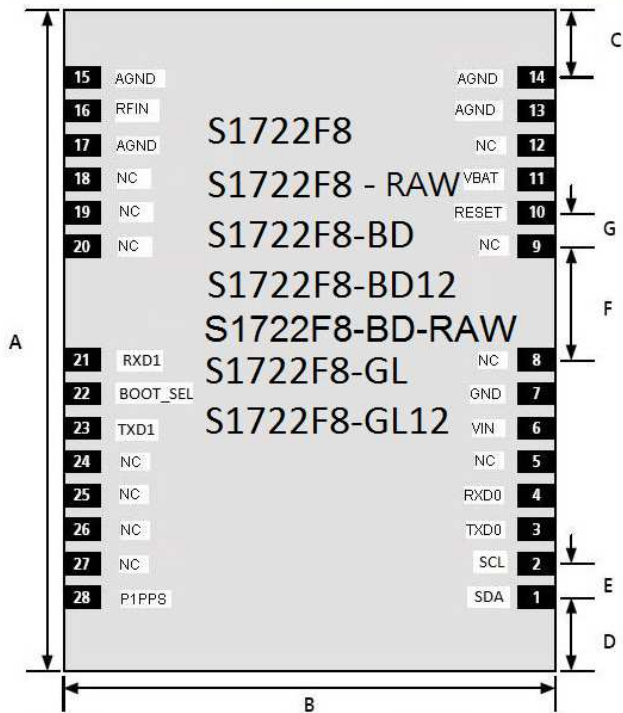 C
15 AGND AGND 14
16 RFIN AGND 13
17 AGND S1722F8 NC 12
18 NC S1722F8 - RAW VBAT 11
19 NC RESET 10
G
20 NC S1722F8-BD NC 9
S1722F8-BD12
F
A
S1722F8-BD-RAW
21 RXD1 S1722F8-GL NC 8
22 BOOT_SEL GND 7
23 TXD1 S1722F8-GL12 VIN 6
24 NC NC 5
25 NC RXD0 4
26 NC TXD0 3
27 NC SCL 2
E
28 P1PPS SDA 1
D
B